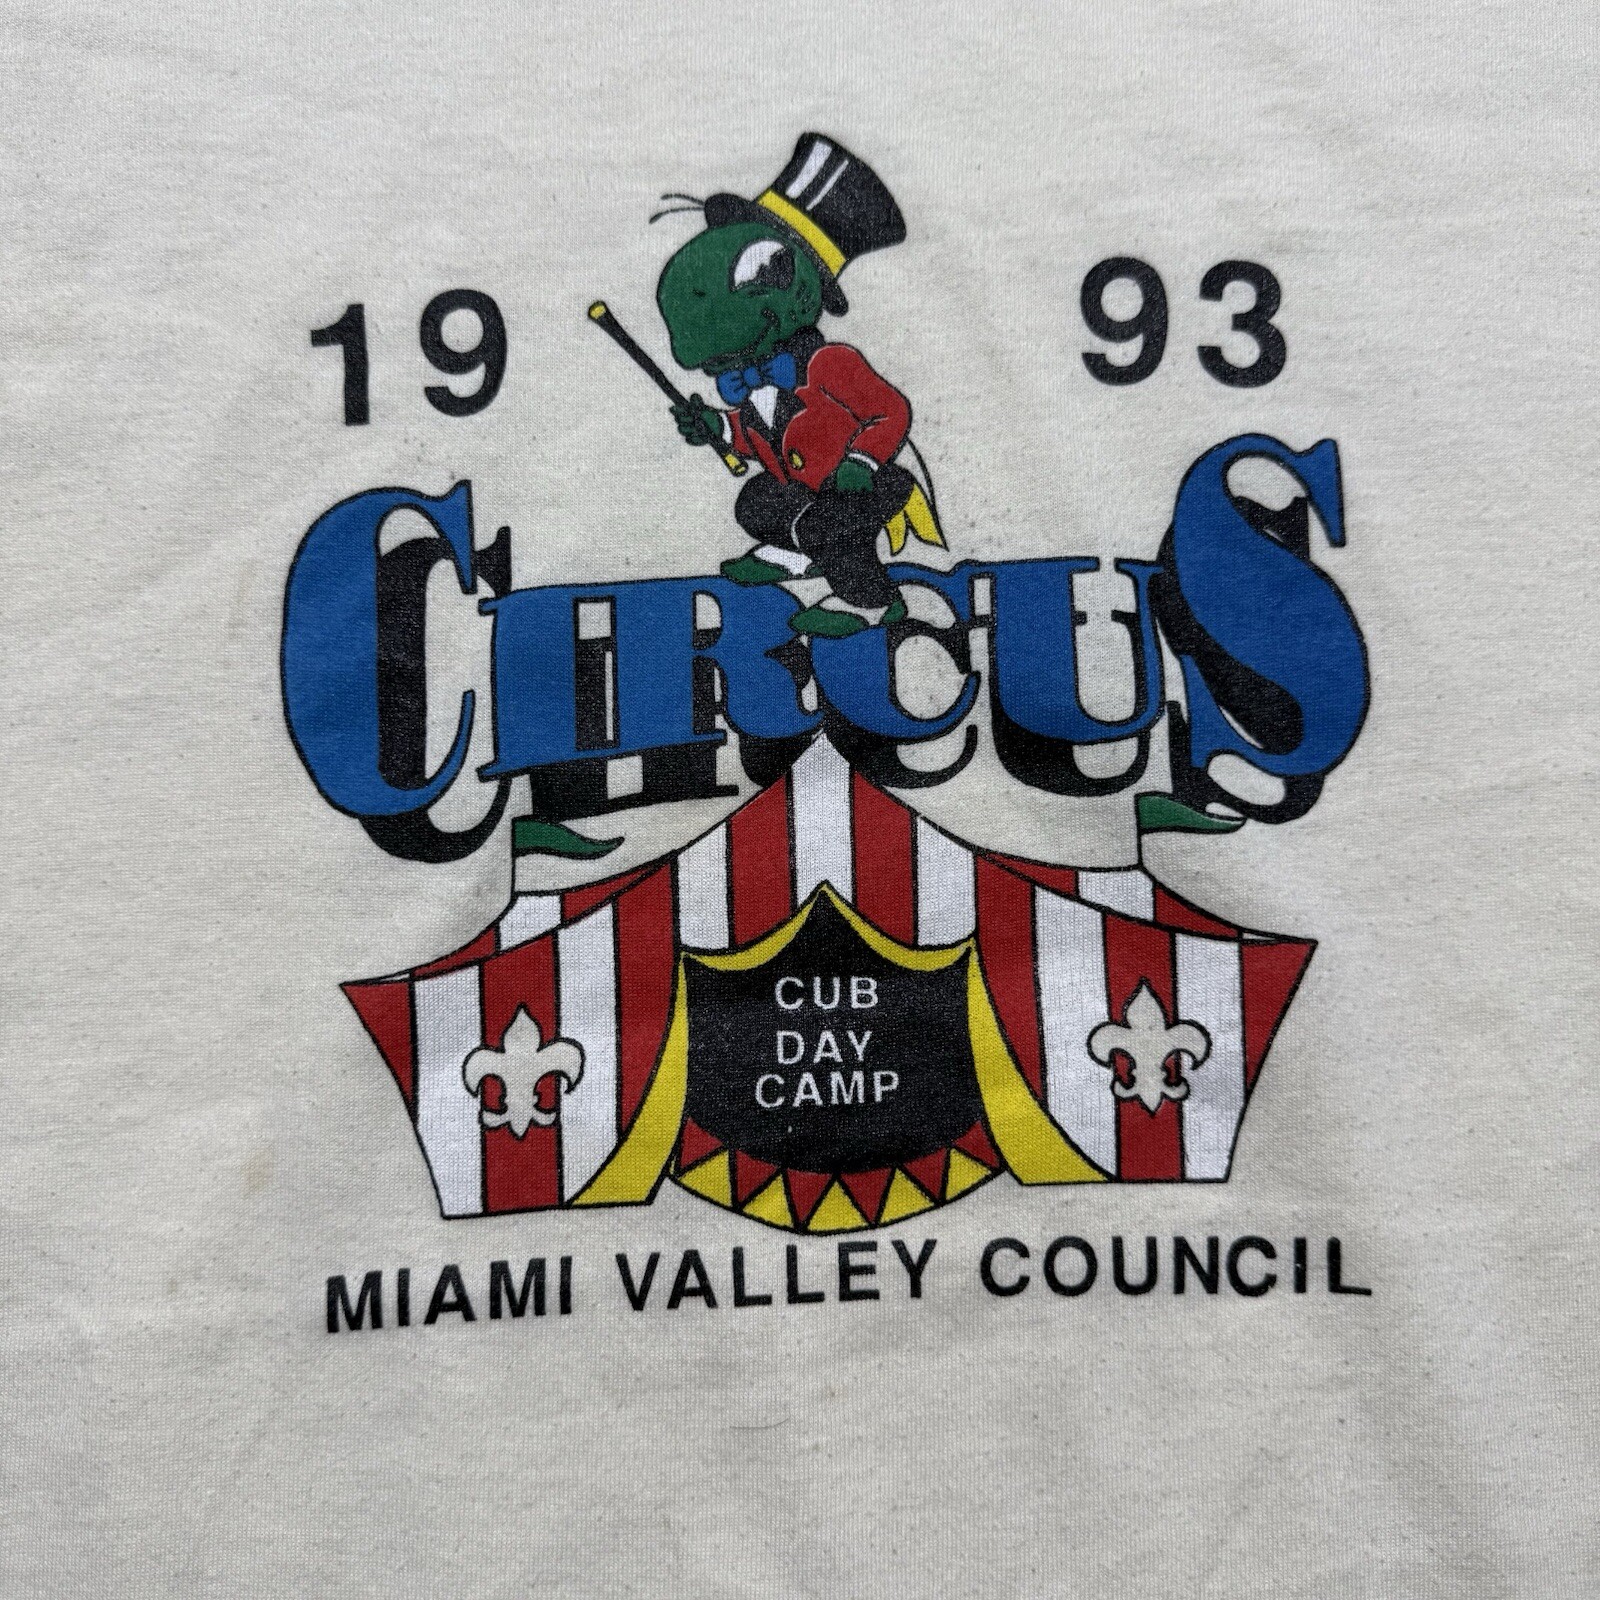 19 93
CIRCUS
CUB
DAY
CAMP
MIAMI VALLEY COUNCIL